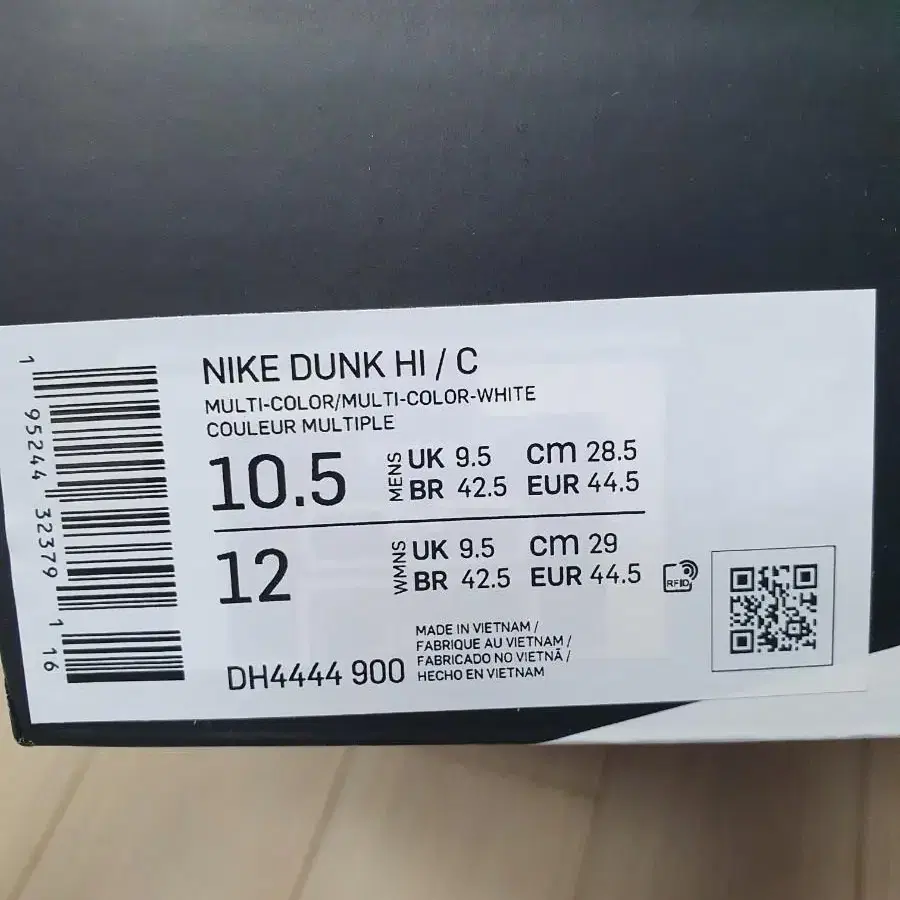 NIKE DUNK HI / C
MULTI-COLOR/MULTI-COLOR-WHITE
COULEUR MULTIPLE
10.5 MENS UK 9.5 cm 28.5
BR 42.5 EUR 44.5
12 WMNS UK 9.5 cm 29
BR 42.5 EUR 44.5
RFID
MADE IN VIETNAM /
FABRIQUE AU VIETNAM /
FABRICADO NO VIETNÃ /
HECHO EN VIETNAM
DH4444 900
1 95244 32379 1 16